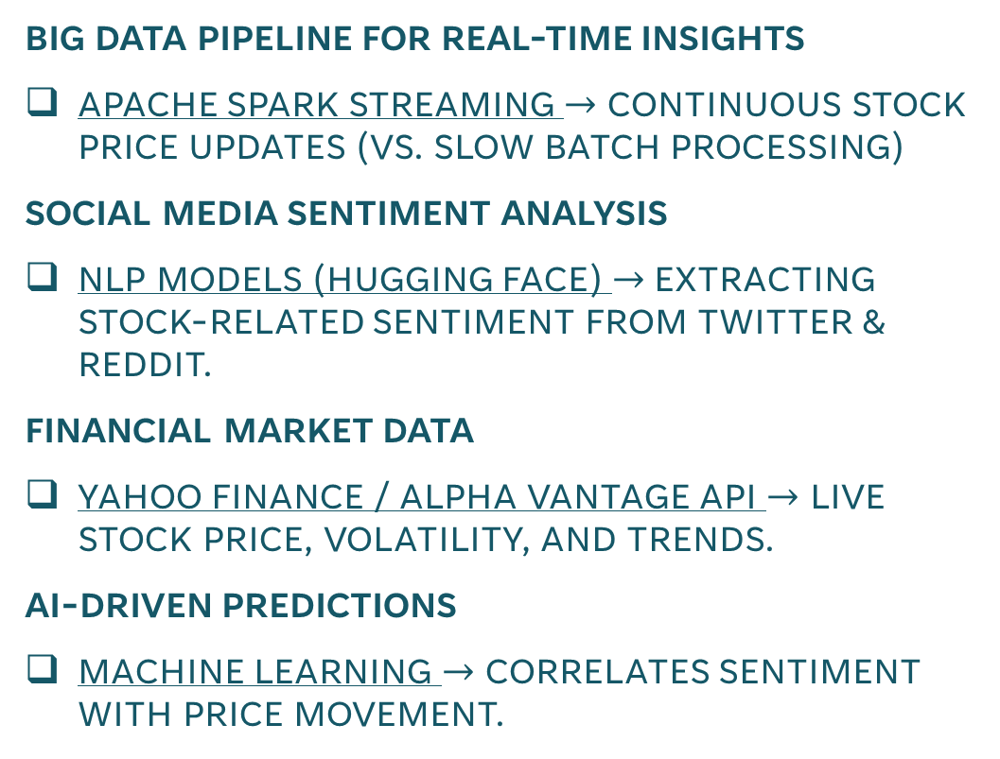 BIG DATA PIPELINE FOR REAL-TIME INSIGHTS
❑ APACHE SPARK STREAMING → CONTINUOUS STOCK
PRICE UPDATES (VS. SLOW BATCH PROCESSING)
SOCIAL MEDIA SENTIMENT ANALYSIS
❑ NLP MODELS (HUGGING FACE) → EXTRACTING
STOCK-RELATED SENTIMENT FROM TWITTER &
REDDIT.
FINANCIAL MARKET DATA
❑ YAHOO FINANCE / ALPHA VANTAGE API → LIVE
STOCK PRICE, VOLATILITY, AND TRENDS.
AI-DRIVEN PREDICTIONS
❑ MACHINE LEARNING → CORRELATES SENTIMENT
WITH PRICE MOVEMENT.